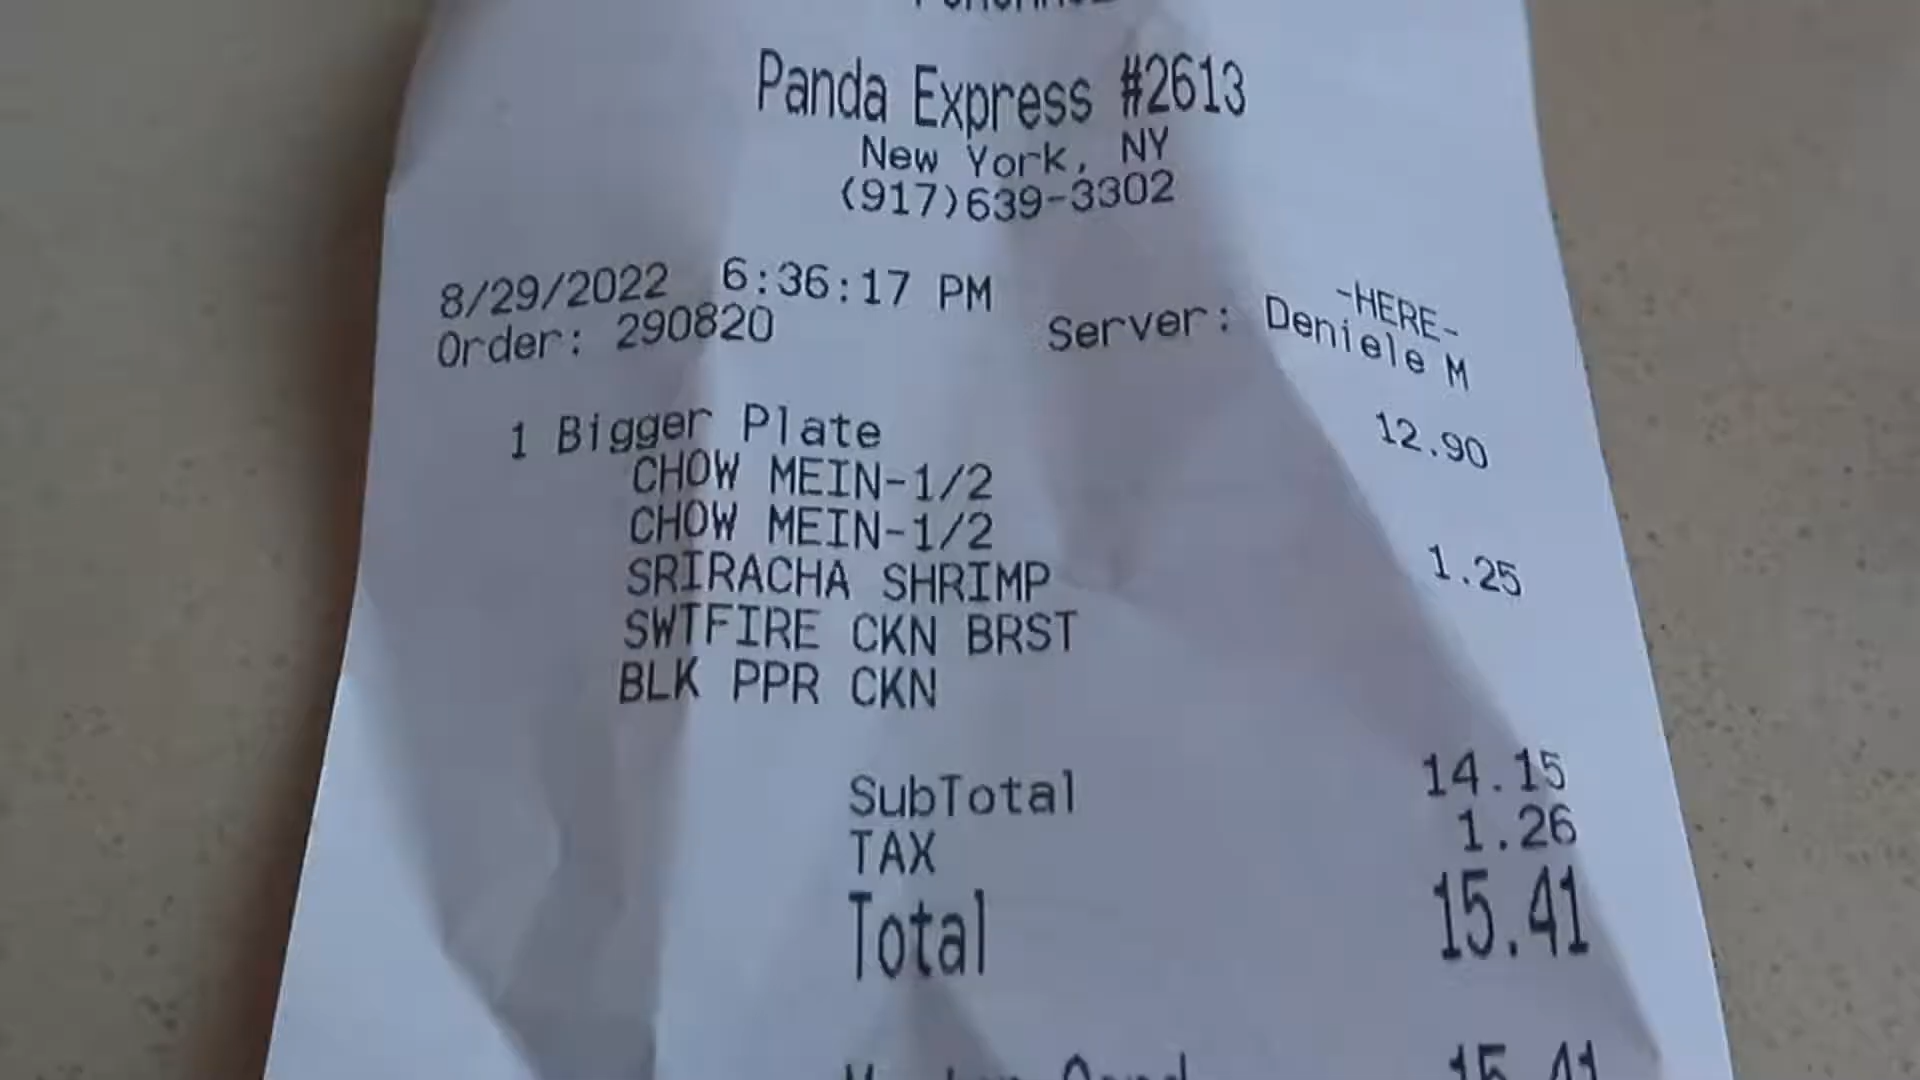 Panda Express #2613
New York, NY
(917)639-3302
8/29/2022 6:36:17 PM
-HERE-
Order: 290820 Server: Deniele M
1 Bigger Plate 12.90
CHOW MEIN-1/2
CHOW MEIN-1/2
SRIRACHA SHRIMP 1.25
SWTFIRE CKN BRST
BLK PPR CKN
SubTotal 14.15
TAX 1.26
Total 15.41
15.41